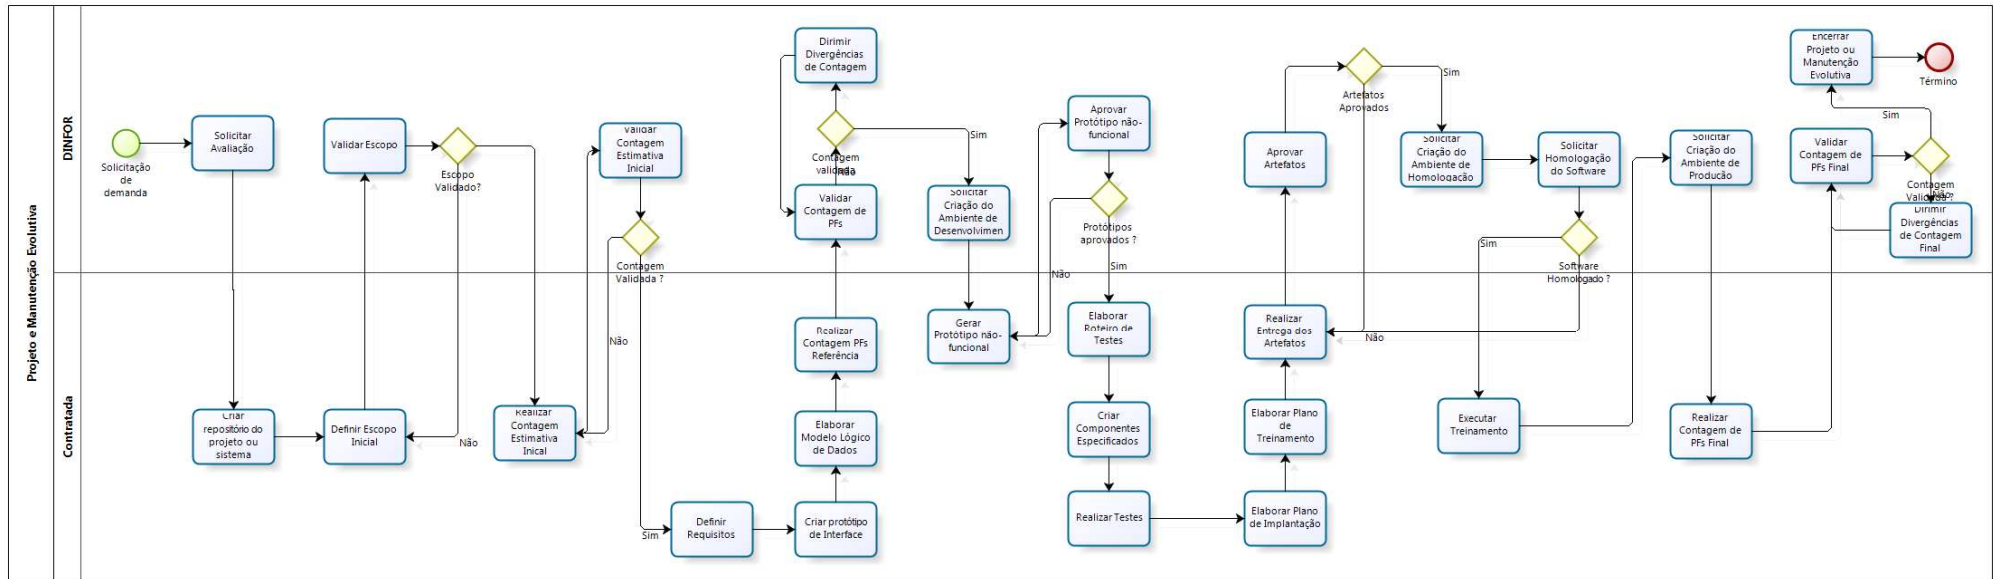 Projeto e Manutenção Evolutiva
DINFOR
Contratada
Solicitação
de
demanda
Solicitar
Avaliação
Criar
repositório do
projeto ou
sistema
Definir Escopo
Inicial
Validar Escopo
Escopo
Validado?
Não
Realizar
Contagem
Estimativa
Inical
Validar
Contagem
Estimativa
Inicial
Contagem
Validada ?
Não
Sim
Definir
Requisitos
Criar protótipo
de Interface
Elaborar
Modelo Lógico
de Dados
Realizar
Contagem PFs
Referência
Validar
Contagem de
PFs
Contagem
validada
Não
Dirimir
Divergências
de Contagem
Sim
Solicitar
Criação do
Ambiente de
Desenvolvimen
Gerar
Protótipo não-
funcional
Aprovar
Protótipo não-
funcional
Protótipos
aprovados ?
Não
Sim
Elaborar
Roteiro de
Testes
Criar
Componentes
Especificados
Realizar Testes
Elaborar Plano
de Implantação
Elaborar Plano
de
Treinamento
Realizar
Entrega dos
Artefatos
Aprovar
Artefatos
Artefatos
Aprovados
Sim
Não
Solicitar
Criação do
Ambiente de
Homologação
Solicitar
Homologação
do Software
Software
Homologado ?
Sim
Executar
Treinamento
Solicitar
Criação do
Ambiente de
Produção
Realizar
Contagem de
PFs Final
Validar
Contagem de
PFs Final
Contagem
Validada ?
Não
Dirimir
Divergências
de Contagem
Final
Sim
Encerrar
Projeto ou
Manutenção
Evolutiva
Término